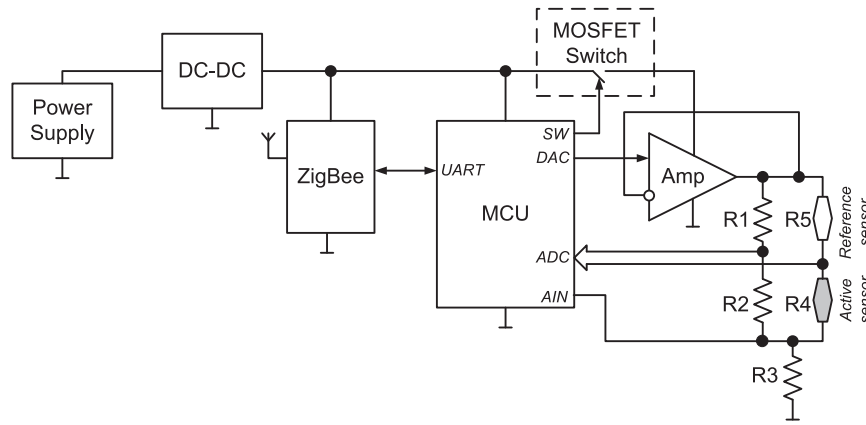 MOSFET
Switch
DC-DC
Power
Supply
SW
DAC
Amp
ZigBee
UART
MCU
R1
R5
Reference
sensor
ADC
R2
R4
Active
sensor
AIN
R3